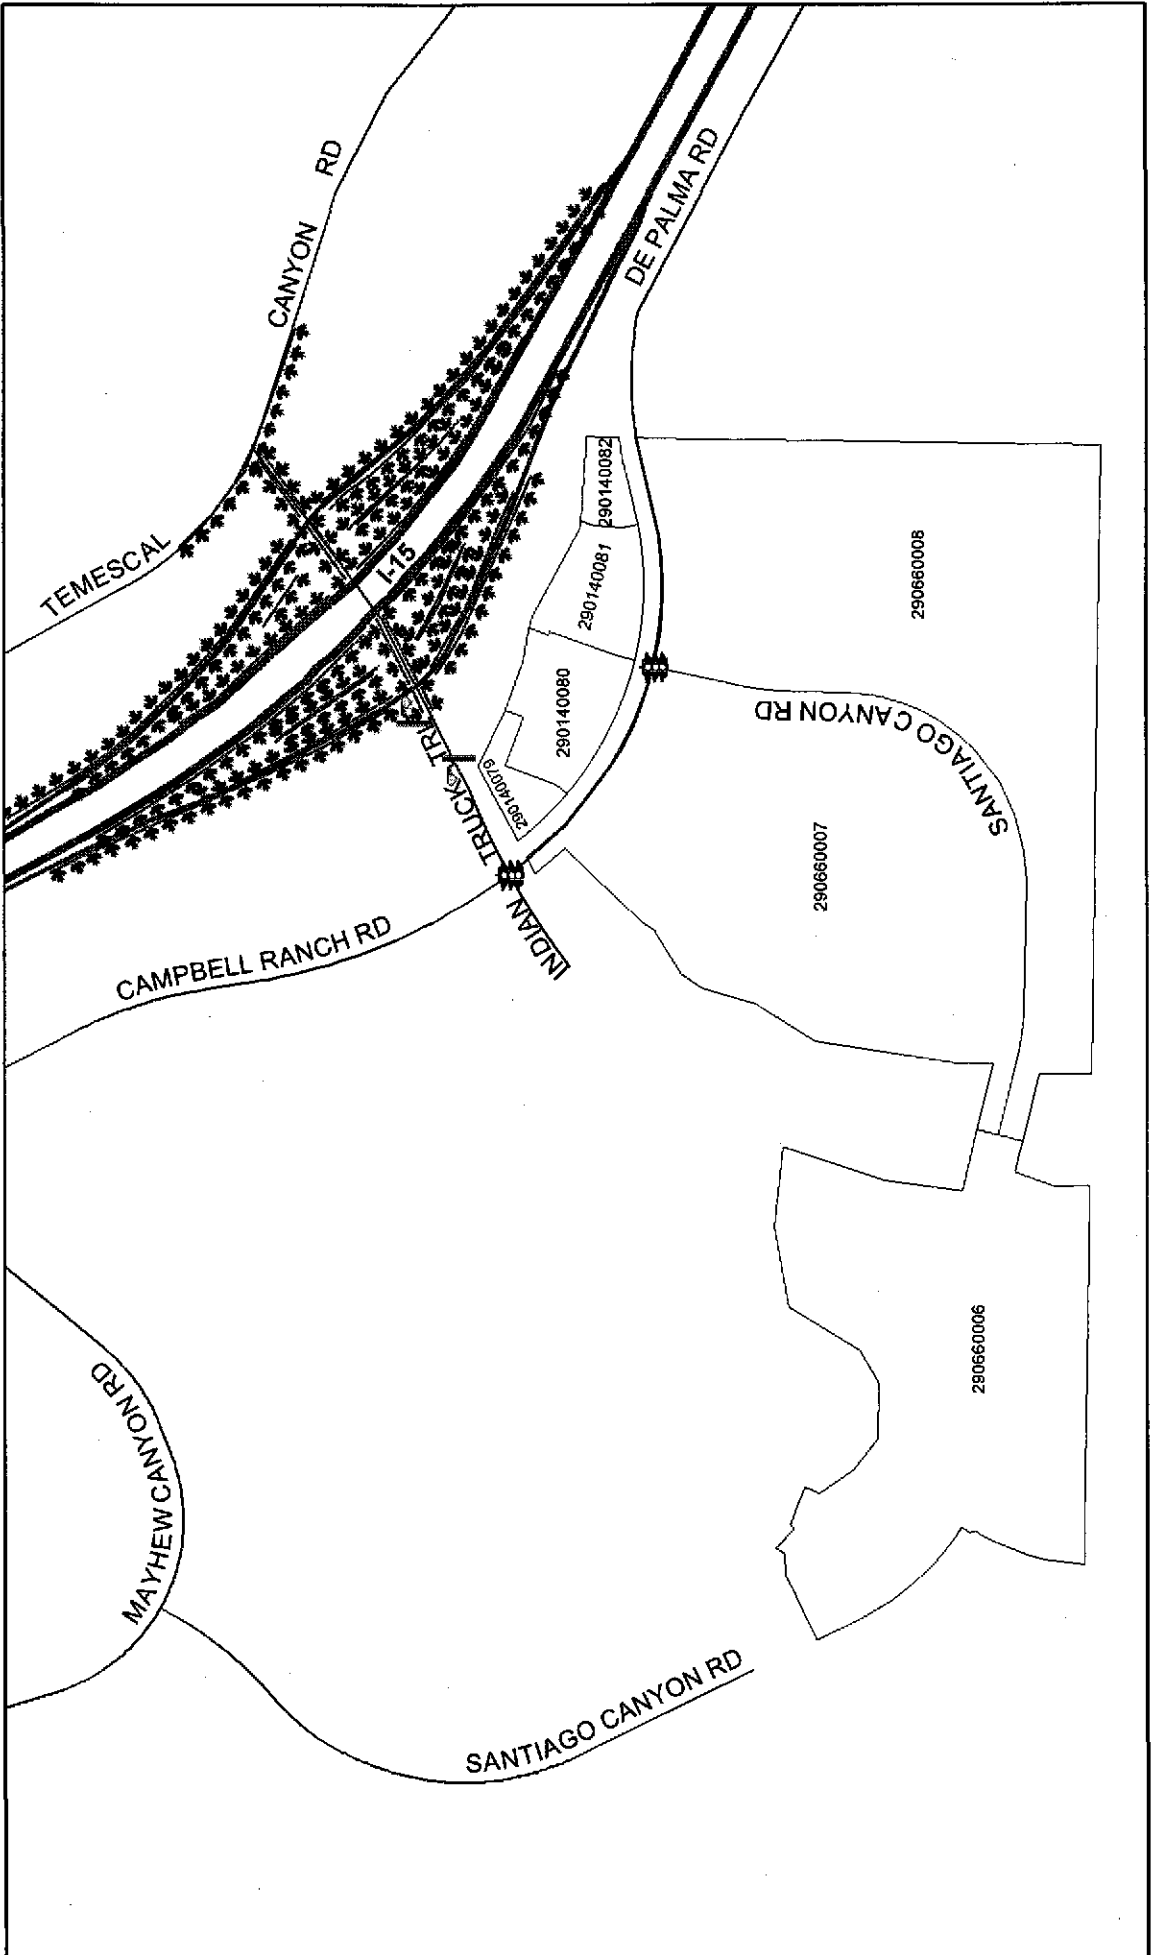 CANYON RD
TEMESCAL
DE PALMA RD
I-15
290140082
290140081
290140080
290140079
290660008
290660007
SANTIAGO CANYON RD
INDIAN TRUCK TRL
CAMPBELL RANCH RD
MAYHEW CANYON RD
290660006
SANTIAGO CANYON RD